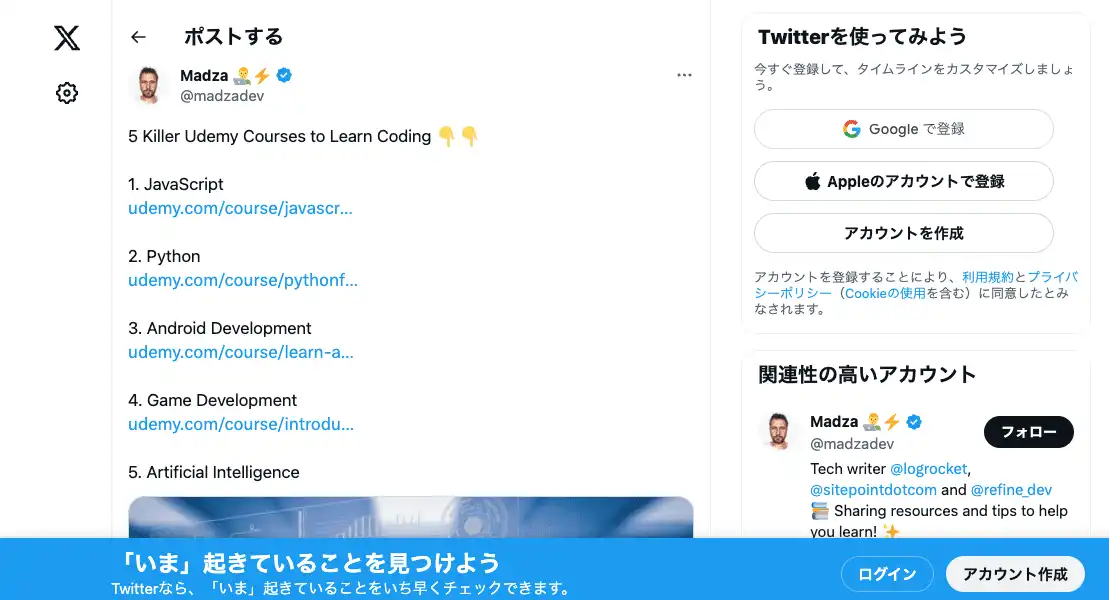 ポストする
Madza
@madzadev
5 Killer Udemy Courses to Learn Coding
1. JavaScript
udemy.com/course/javascr...
2. Python
udemy.com/course/pythonf...
3. Android Development
udemy.com/course/learn-a...
4. Game Development
udemy.com/course/introdu...
5. Artificial Intelligence
Twitterを使ってみよう
今すぐ登録して、タイムラインをカスタマイズしましょ
う。
Google で登録
Appleのアカウントで登録
アカウントを作成
アカウントを登録することにより、利用規約とプライバ
シーポリシー（Cookieの使用を含む）に同意したとみ
なされます。
関連性の高いアカウント
Madza
@madzadev
フォロー
Tech writer @logrocket,
@sitepointdotcom and @refine_dev
Sharing resources and tips to help
you learn!
「いま」起きていることを見つけよう
Twitterなら、「いま」起きていることをいち早くチェックできます。
ログイン
アカウント作成